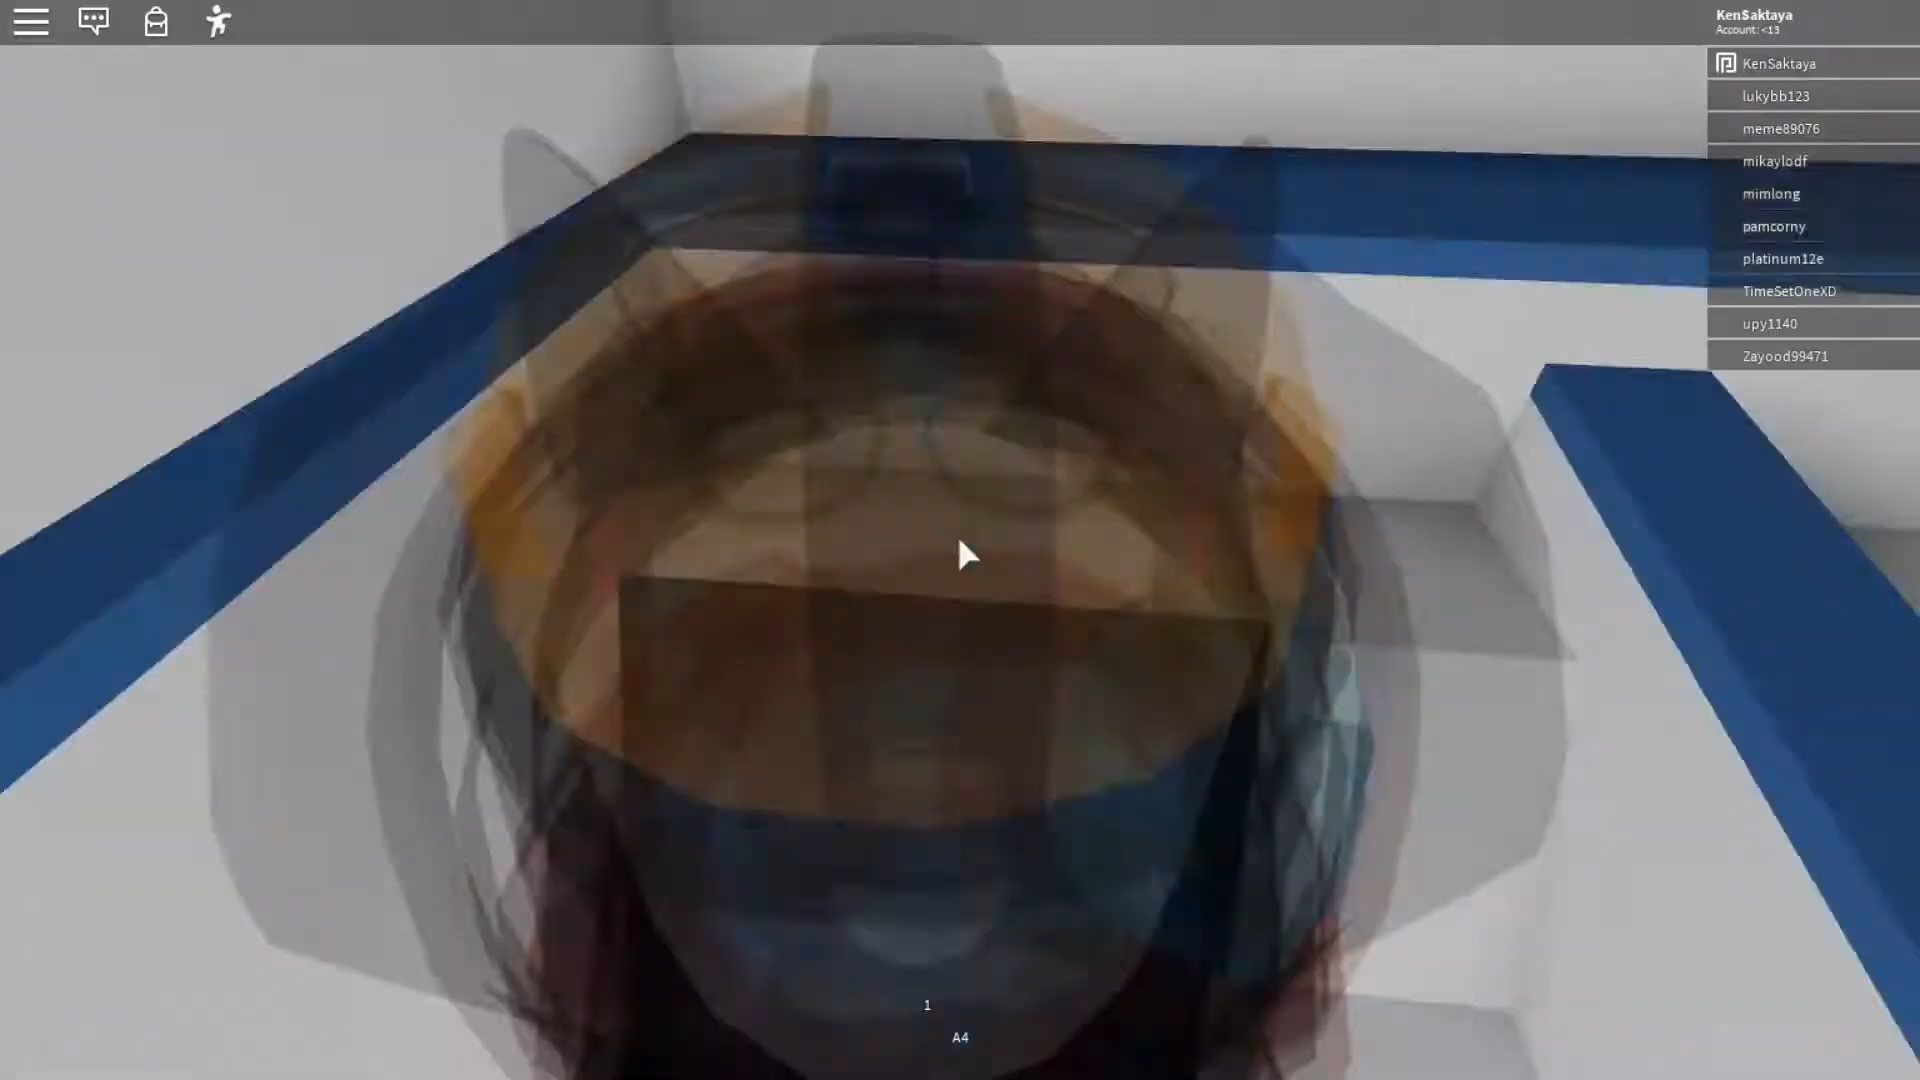 KenSaktaya
Account: <13
KenSaktaya
lukybb123
meme89076
mikaylodf
mimlong
pamcorny
platinum12e
TimeSetOneXD
upy1140
Zayood99471
1
A4